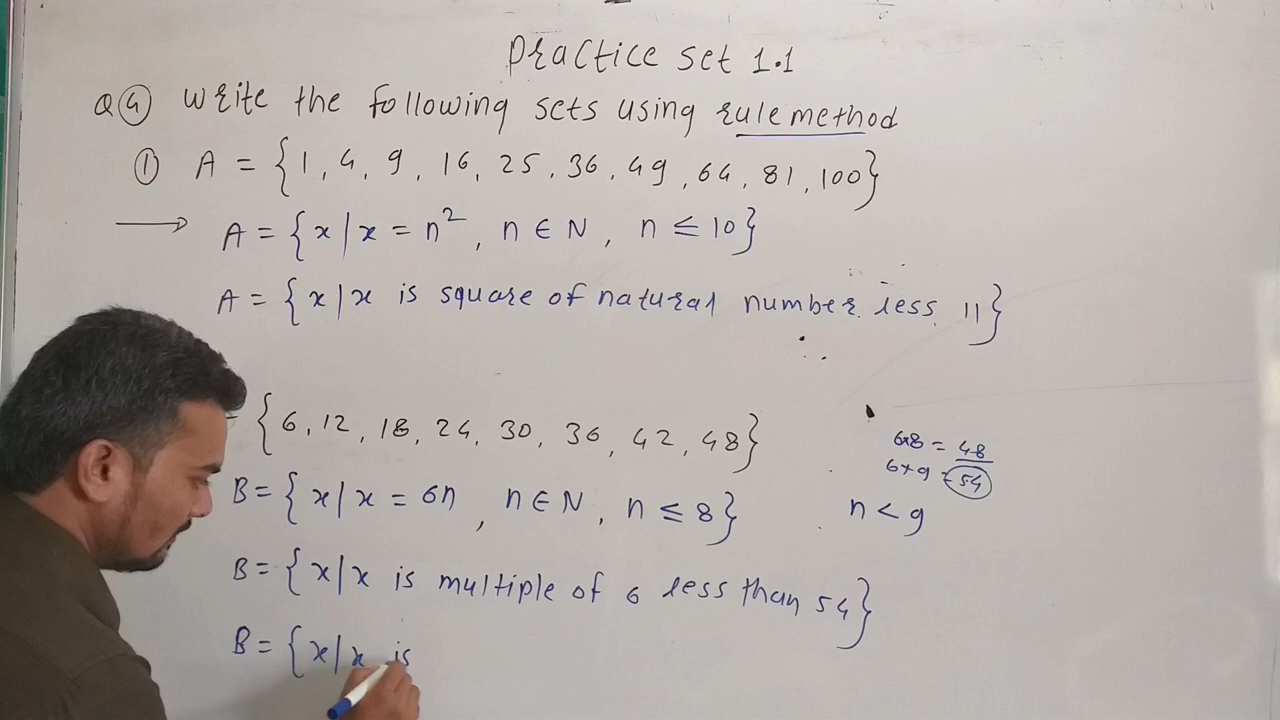 Practice set 1.1
Q ④ write the following sets using rule method
① A = {1, 4, 9, 16, 25, 36, 49, 64, 81, 100}
→ A = {x/x = n², n ∈ N, n ≤ 10}
A = {x/x is square of natural number less 11}
= {6, 12, 18, 24, 30, 36, 42, 48}
6x8 = 48
6x9 = 54
B = {x/x = 6n, n ∈ N, n ≤ 8}
n < 9
B = {x/x is multiple of 6 less than 54}
B = {x/x is